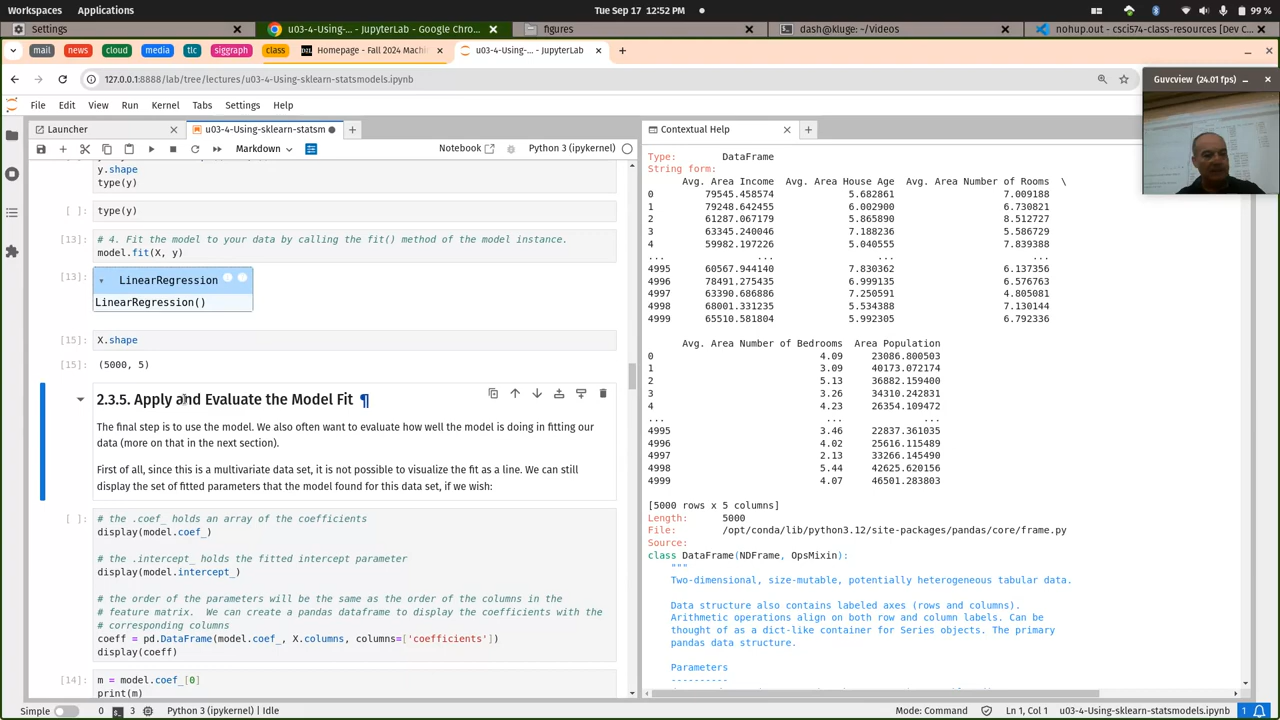 Workspaces Applications Tue Sep 17 12:52 PM 99 %
Settings u03-4-Using-... - JupyterLab - Google Chro... figures dash@kluge: ~/Videos nohup.out - csci574-class-resources [Dev C...
mail news cloud media tlc siggraph class Homepage - Fall 2024 Machi u03-4-Using-... - JupyterLab
127.0.0.1:8888/lab/tree/lectures/u03-4-Using-sklearn-statsmodels.ipynb
Guvcview (24.01 fps)
File Edit View Run Kernel Tabs Settings Help
Launcher u03-4-Using-sklearn-statsm
Markdown Notebook Python 3 (ipykernel)
y.shape
type(y)
[ ]: type(y)
[13]: # 4. Fit the model to your data by calling the fit() method of the model instance.
model.fit(X, y)
[13]: LinearRegression
LinearRegression()
[15]: X.shape
[15]: (5000, 5)
2.3.5. Apply and Evaluate the Model Fit ¶
The final step is to use the model. We also often want to evaluate how well the model is doing in fitting our
data (more on that in the next section).
First of all, since this is a multivariate data set, it is not possible to visualize the fit as a line. We can still
display the set of fitted parameters that the model found for this data set, if we wish:
[ ]: # the .coef_ holds an array of the coefficients
display(model.coef_)
# the .intercept_ holds the fitted intercept parameter
display(model.intercept_)
# the order of the parameters will be the same as the order of the columns in the
# feature matrix. We can create a pandas dataframe to display the coefficients with the
# corresponding columns
coeff = pd.DataFrame(model.coef_, X.columns, columns=['coefficients'])
display(coeff)
[14]: m = model.coef_[0]
print(m)
Contextual Help
Type: DataFrame
String form:
Avg. Area Income Avg. Area House Age Avg. Area Number of Rooms \
0 79545.458574 5.682861 7.009188
1 79248.642455 6.002900 6.730821
2 61287.067179 5.865890 8.512727
3 63345.240046 7.188236 5.586729
4 59982.197226 5.040555 7.839388
... ... ... ...
4995 60567.944140 7.830362 6.137356
4996 78491.275435 6.999135 6.576763
4997 63390.686886 7.250591 4.805081
4998 68001.331235 5.534388 7.130144
4999 65510.581804 5.992305 6.792336
Avg. Area Number of Bedrooms Area Population
0 4.09 23086.800503
1 3.09 40173.072174
2 5.13 36882.159400
3 3.26 34310.242831
4 4.23 26354.109472
... ... ...
4995 3.46 22837.361035
4996 4.02 25616.115489
4997 2.13 33266.145490
4998 5.44 42625.620156
4999 4.07 46501.283803
[5000 rows x 5 columns]
Length: 5000
File: /opt/conda/lib/python3.12/site-packages/pandas/core/frame.py
Source:
class DataFrame(NDFrame, OpsMixin):
"""
Two-dimensional, size-mutable, potentially heterogeneous tabular data.
Data structure also contains labeled axes (rows and columns).
Arithmetic operations align on both row and column labels. Can be
thought of as a dict-like container for Series objects. The primary
pandas data structure.
Parameters
----------
Simple 0 3 Python 3 (ipykernel) | Idle Mode: Command Ln 1, Col 1 u03-4-Using-sklearn-statsmodels.ipynb 1